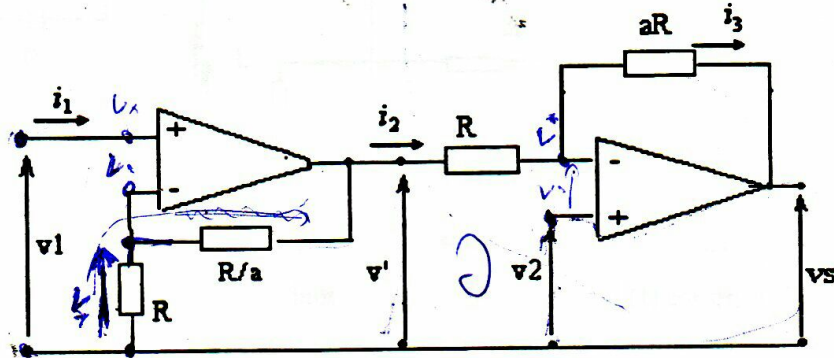 aR
i₃
i₁
+
-
i₂
R
-
+
v1
R/a
R
v'
v2
vs